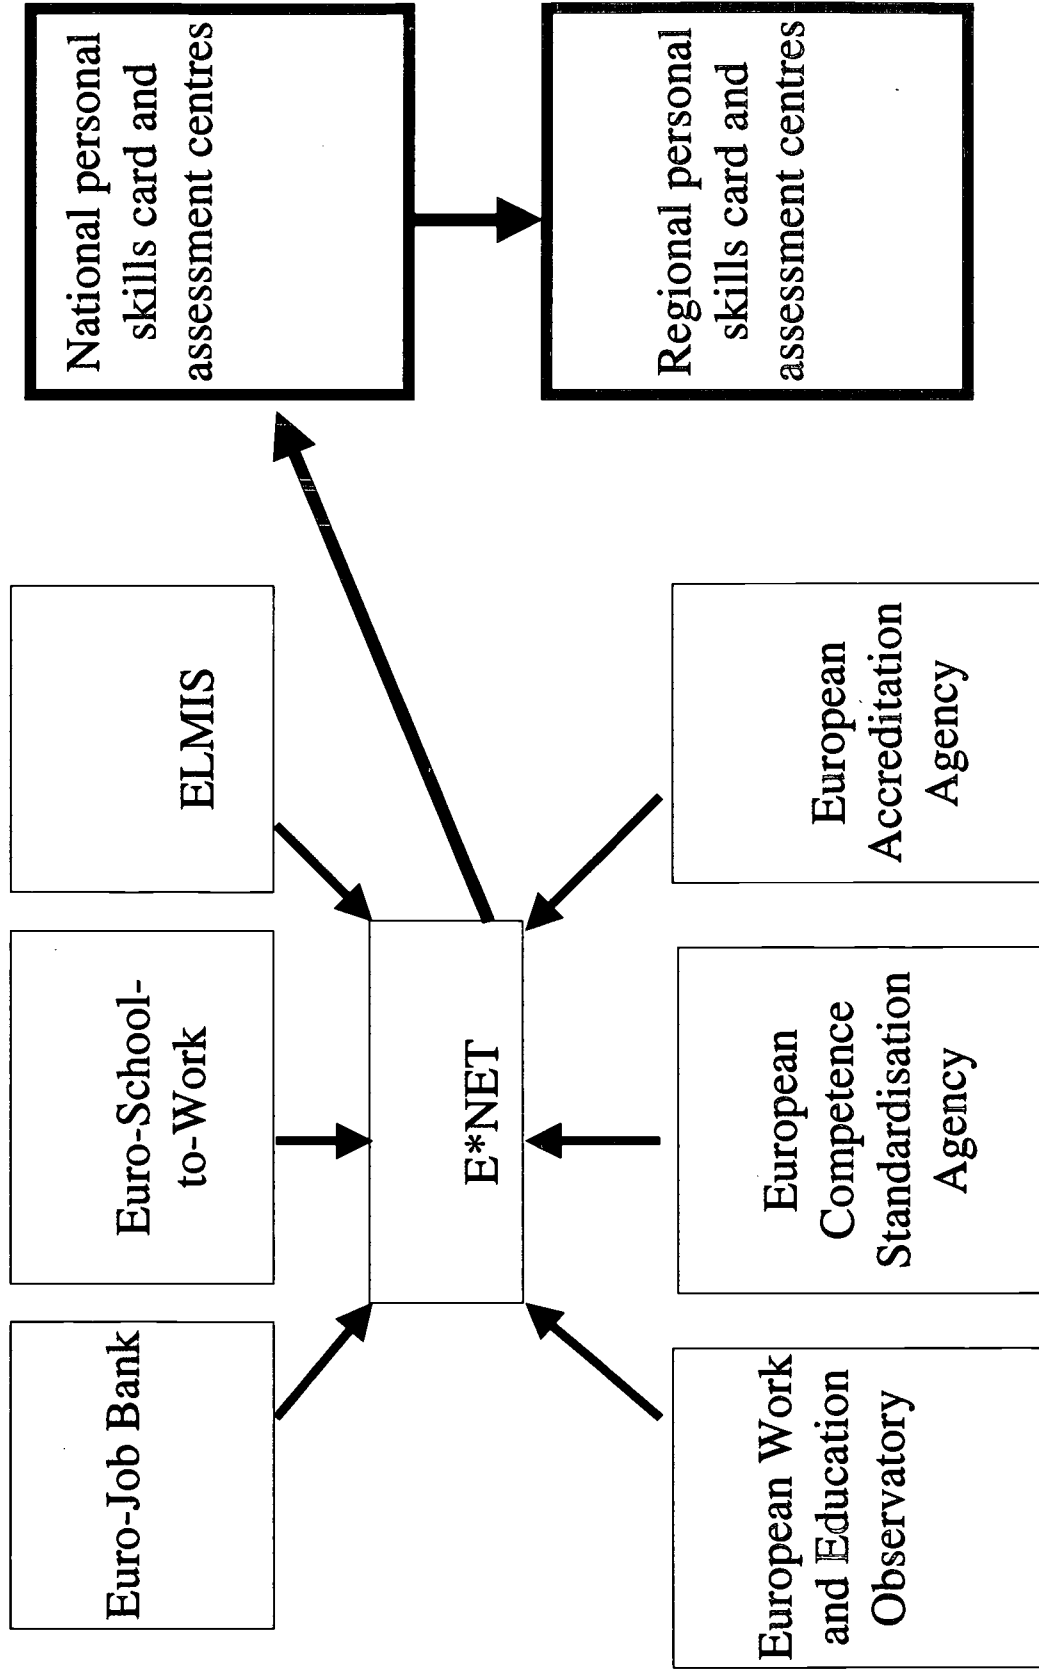 Euro-Job Bank
Euro-School-
to-Work
ELMIS
National personal
skills card and
assessment centres
E*NET
European Work
and Education
Observatory
European
Competence
Standardisation
Agency
European
Accreditation
Agency
Regional personal
skills card and
assessment centres